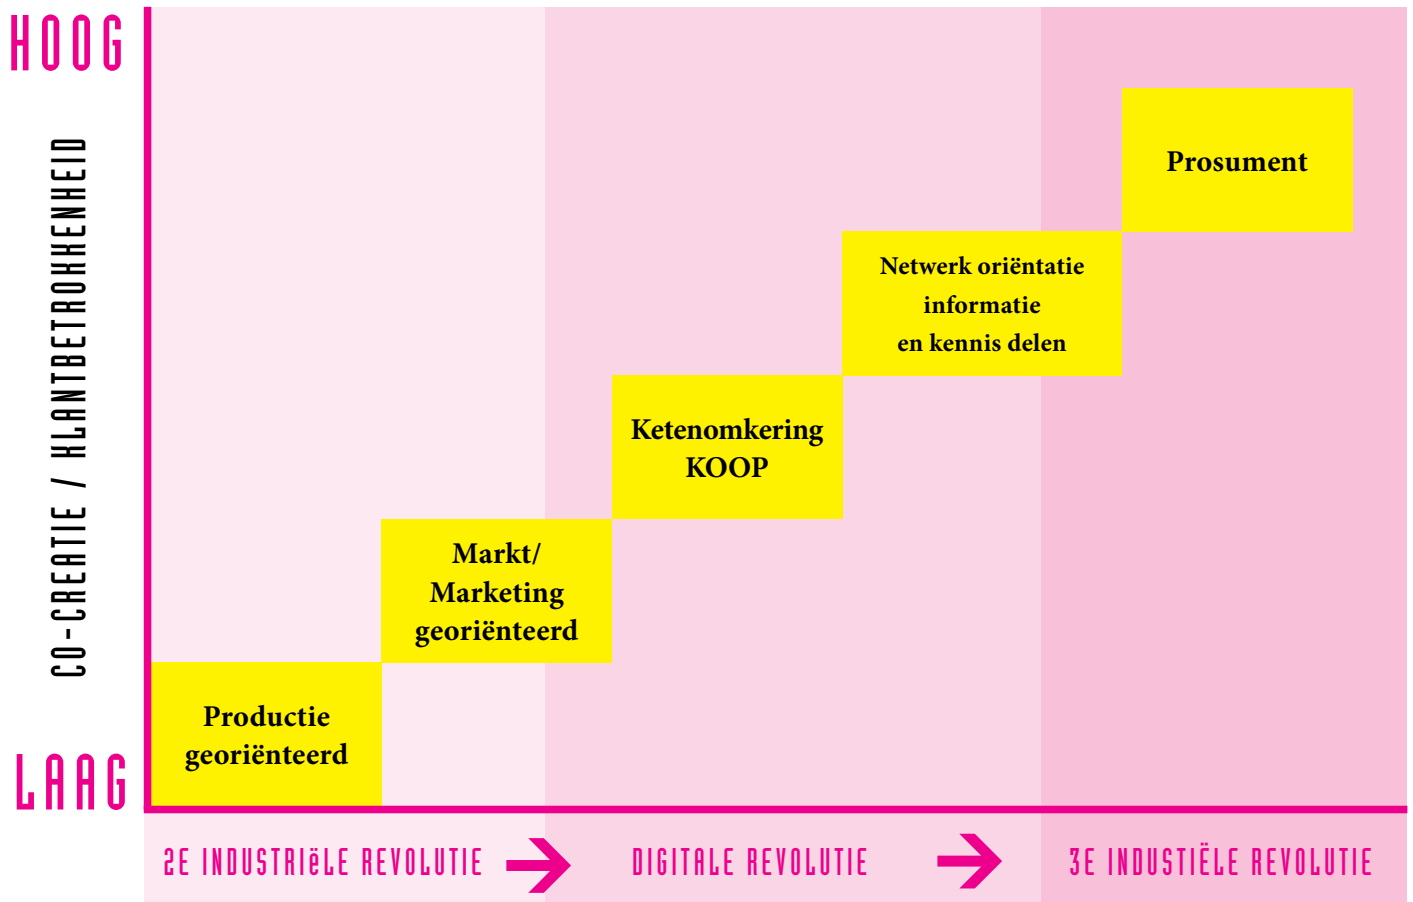 HOOG
CO-CREATIE / KLANTBETROKKENHEID
LAAG
Prosument
Netwerk oriëntatie
informatie
en kennis delen
Ketenomkering
KOOP
Markt/
Marketing
georiënteerd
Productie
georiënteerd
2E INDUSTRIëLE REVOLUTIE
DIGITALE REVOLUTIE
3E INDUSTIËLE REVOLUTIE